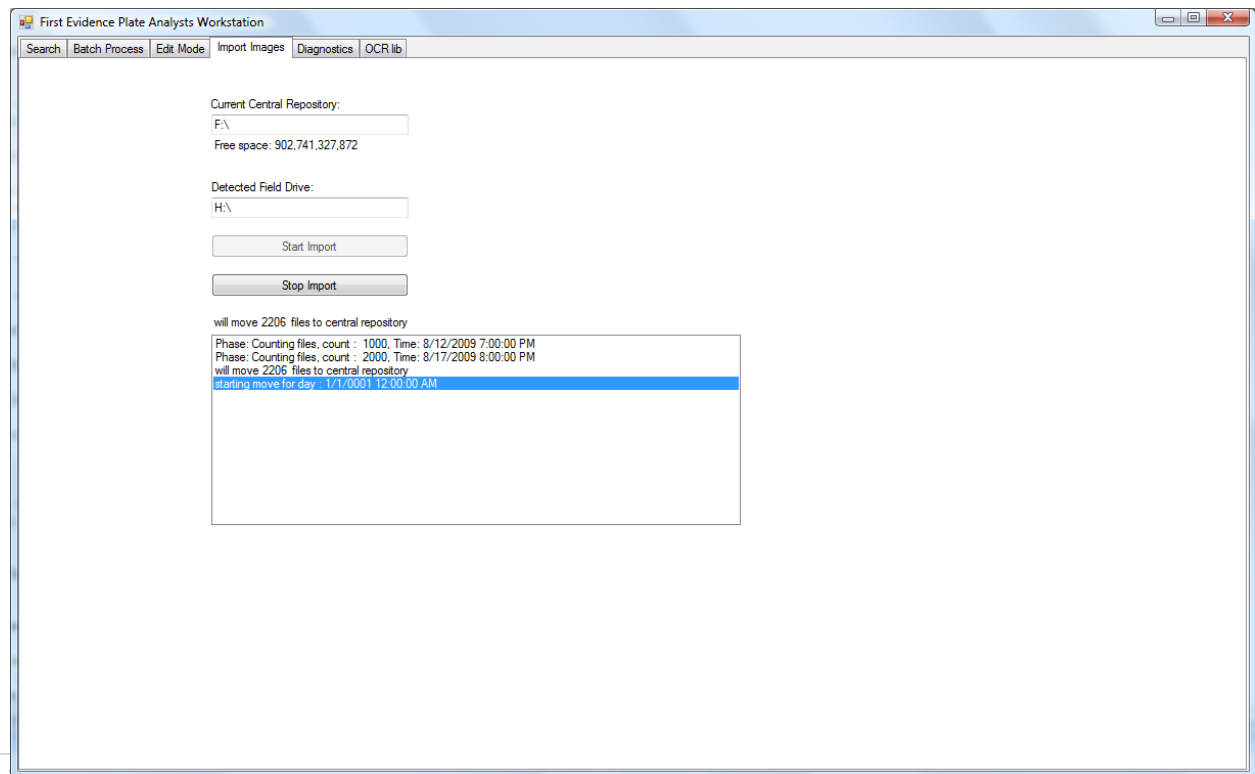 First Evidence Plate Analysts Workstation
Search Batch Process Edit Mode Import Images Diagnostics OCR lib
Current Central Repository:
F:\
Free space: 902,741,327,872
Detected Field Drive:
H:\
Start Import
Stop Import
will move 2206 files to central repository
Phase: Counting files, count : 1000, Time: 8/12/2009 7:00:00 PM
Phase: Counting files, count : 2000, Time: 8/17/2009 8:00:00 PM
will move 2206 files to central repository
starting move for day : 1/1/0001 12:00:00 AM